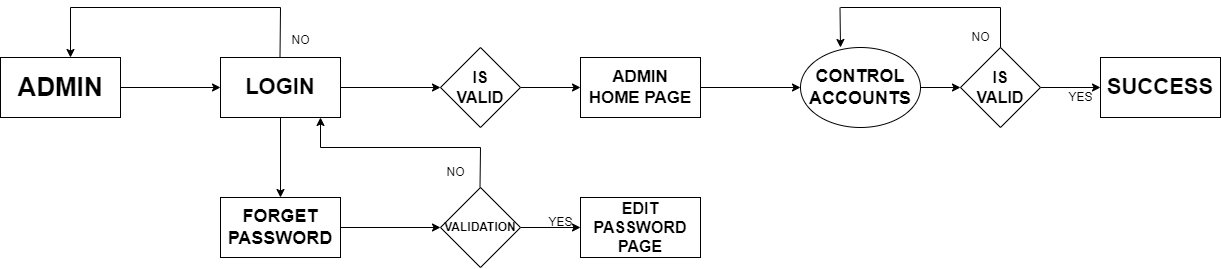 NO
NO
ADMIN
LOGIN
IS
VALID
ADMIN
HOME PAGE
CONTROL
ACCOUNTS
IS
VALID
YES
SUCCESS
NO
FORGET
PASSWORD
VALIDATION
YES
EDIT
PASSWORD
PAGE